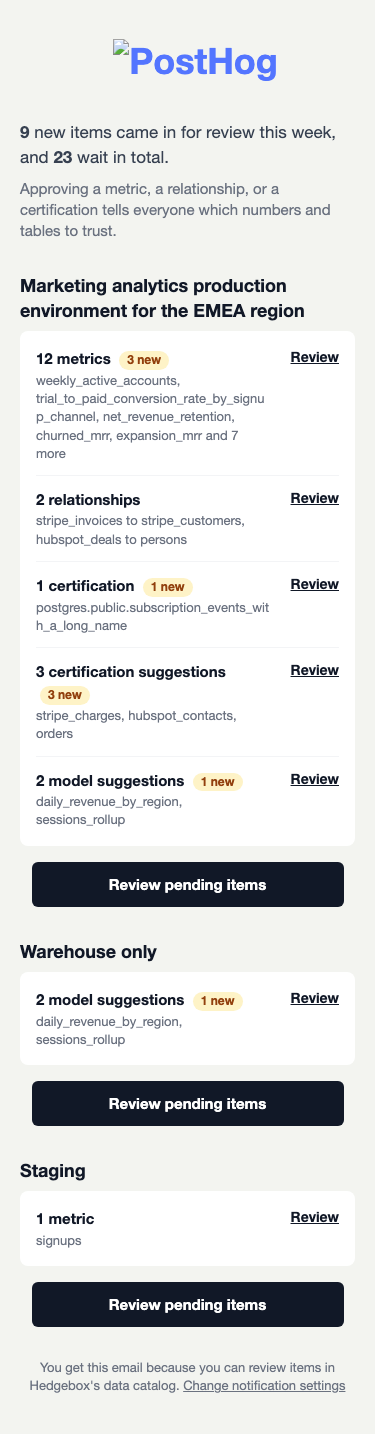 PostHog
9 new items came in for review this week,
and 23 wait in total.
Approving a metric, a relationship, or a
certification tells everyone which numbers and
tables to trust.
Marketing analytics production
environment for the EMEA region
12 metrics 3 new Review
weekly_active_accounts,
trial_to_paid_conversion_rate_by_signu
p_channel, net_revenue_retention,
churned_mrr, expansion_mrr and 7
more
2 relationships Review
stripe_invoices to stripe_customers,
hubspot_deals to persons
1 certification 1 new Review
postgres.public.subscription_events_wit
h_a_long_name
3 certification suggestions Review
3 new
stripe_charges, hubspot_contacts,
orders
2 model suggestions 1 new Review
daily_revenue_by_region,
sessions_rollup
Review pending items
Warehouse only
2 model suggestions 1 new Review
daily_revenue_by_region,
sessions_rollup
Review pending items
Staging
1 metric Review
signups
Review pending items
You get this email because you can review items in
Hedgebox's data catalog. Change notification settings